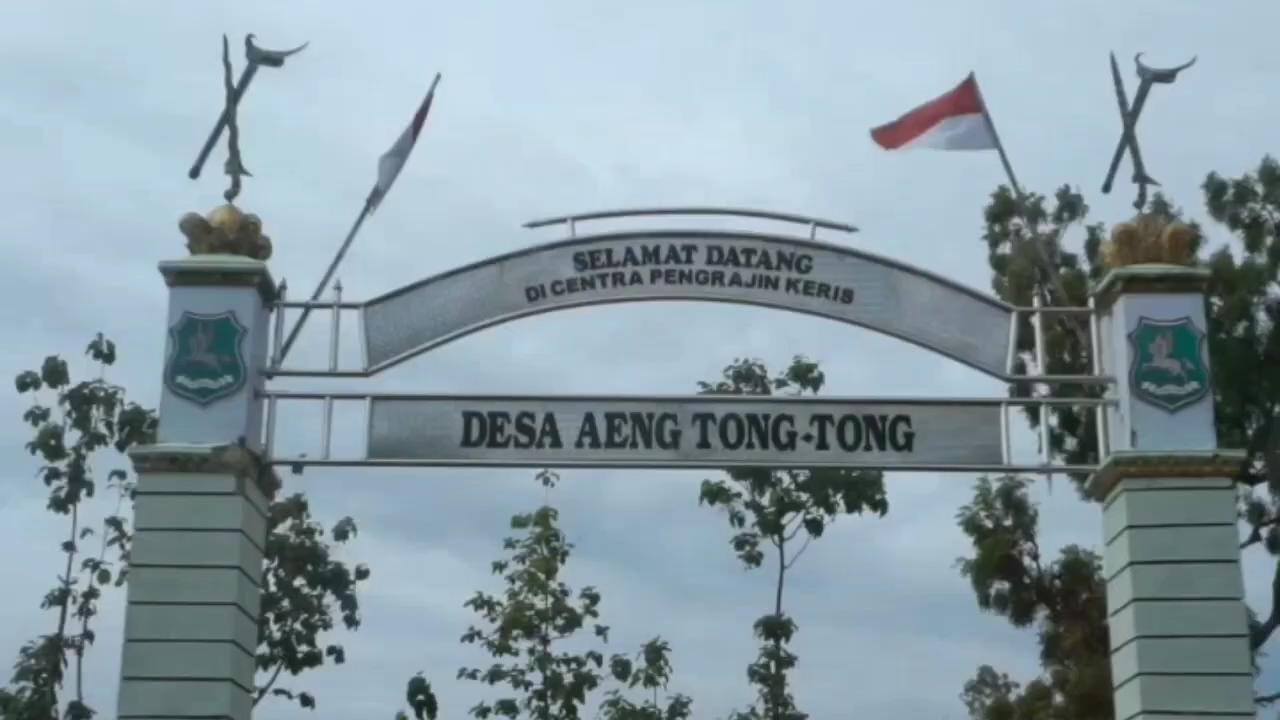 SELAMAT DATANG
DI CENTRA PENGRAJIN KERIS
DESA AENG TONG-TONG